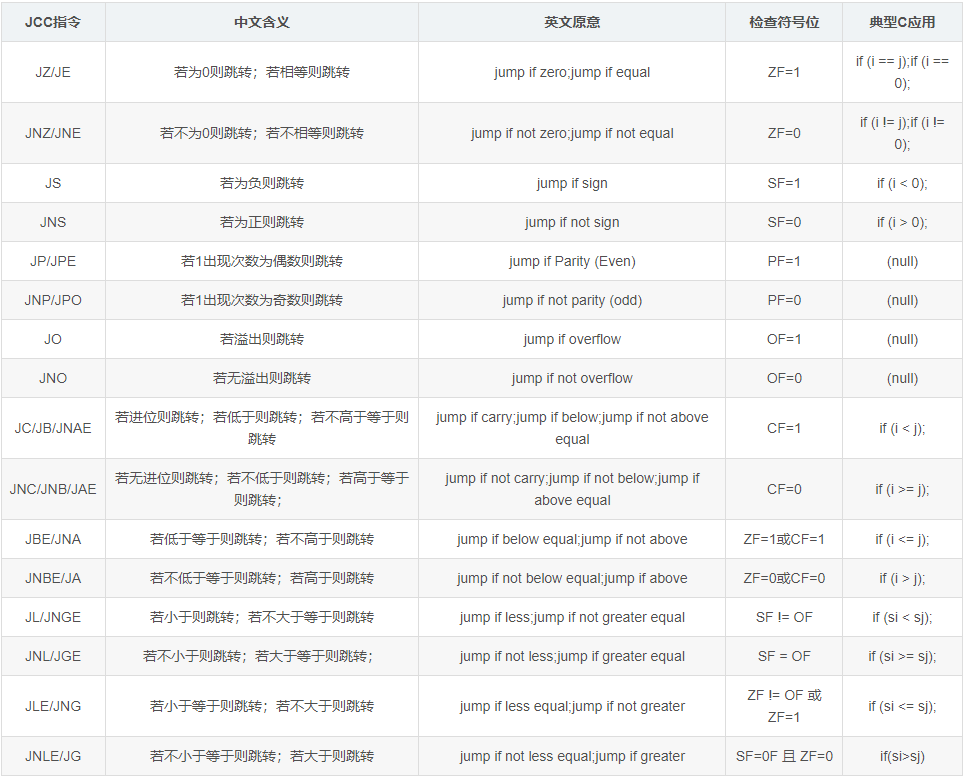 JCC指令 中文含义 英文原意 检查符号位 典型C应用
JZ/JE 若为0则跳转；若相等则跳转 jump if zero;jump if equal ZF=1 if (i == j);if (i ==
0);
JNZ/JNE 若不为0则跳转；若不相等则跳转 jump if not zero;jump if not equal ZF=0 if (i != j);if (i !=
0);
JS 若为负则跳转 jump if sign SF=1 if (i < 0);
JNS 若为正则跳转 jump if not sign SF=0 if (i > 0);
JP/JPE 若1出现次数为偶数则跳转 jump if Parity (Even) PF=1 (null)
JNP/JPO 若1出现次数为奇数则跳转 jump if not parity (odd) PF=0 (null)
JO 若溢出则跳转 jump if overflow OF=1 (null)
JNO 若无溢出则跳转 jump if not overflow OF=0 (null)
JC/JB/JNAE 若进位则跳转；若低于则跳转；若不高于等于则
跳转 jump if carry;jump if below;jump if not above
equal CF=1 if (i < j);
JNC/JNB/JAE 若无进位则跳转；若不低于则跳转；若高于等于
则跳转； jump if not carry;jump if not below;jump if
above equal CF=0 if (i >= j);
JBE/JNA 若低于等于则跳转；若不高于则跳转 jump if below equal;jump if not above ZF=1或CF=1 if (i <= j);
JNBE/JA 若不低于等于则跳转；若高于则跳转 jump if not below equal;jump if above ZF=0或CF=0 if (i > j);
JL/JNGE 若小于则跳转；若不大于等于则跳转 jump if less;jump if not greater equal SF != OF if (si < sj);
JNL/JGE 若不小于则跳转；若大于等于则跳转； jump if not less;jump if greater equal SF = OF if (si >= sj);
JLE/JNG 若小于等于则跳转；若不大于则跳转 jump if less equal;jump if not greater ZF != OF 或
ZF=1 if (si <= sj);
JNLE/JG 若不小于等于则跳转；若大于则跳转 jump if not less equal;jump if greater SF=0F 且 ZF=0 if(si>sj)